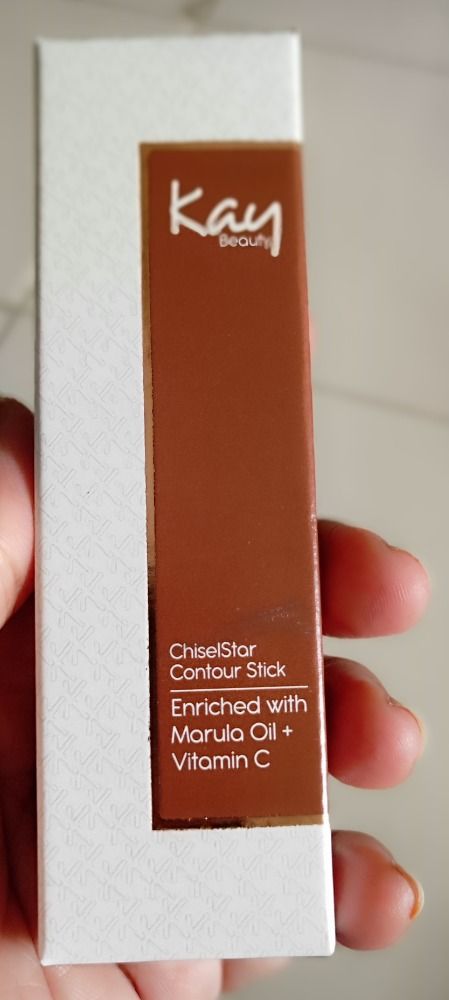 Kay
Beauty
ChiselStar
Contour Stick
Enriched with
Marula Oil +
Vitamin C